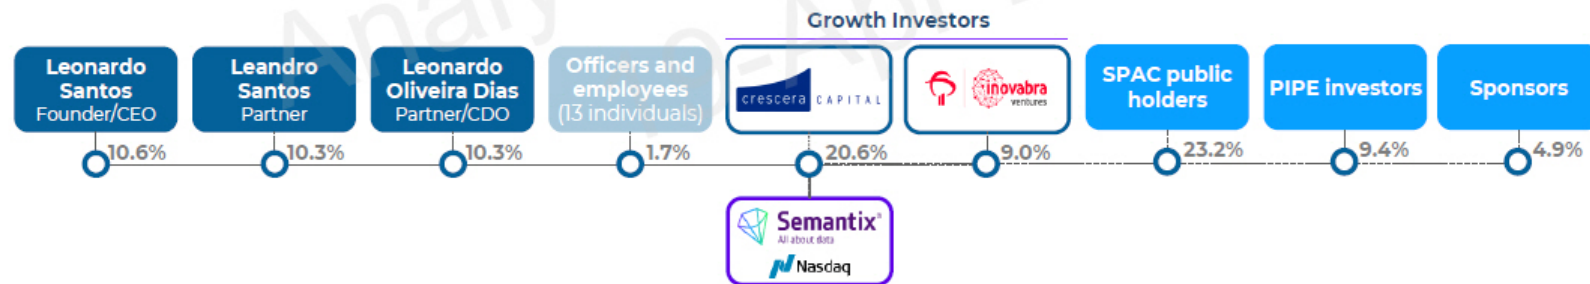 Growth Investors
Leonardo
Santos
Founder/CEO
Leandro
Santos
Partner
Leonardo
Oliveira Dias
Partner/CDO
Officers and
employees
(13 individuals)
crescera CAPITAL
inovabra
ventures
SPAC public
holders
PIPE investors
Sponsors
10.6%
10.3%
10.3%
1.7%
20.6%
9.0%
23.2%
9.4%
4.9%
Semantix®
All about data
Nasdaq